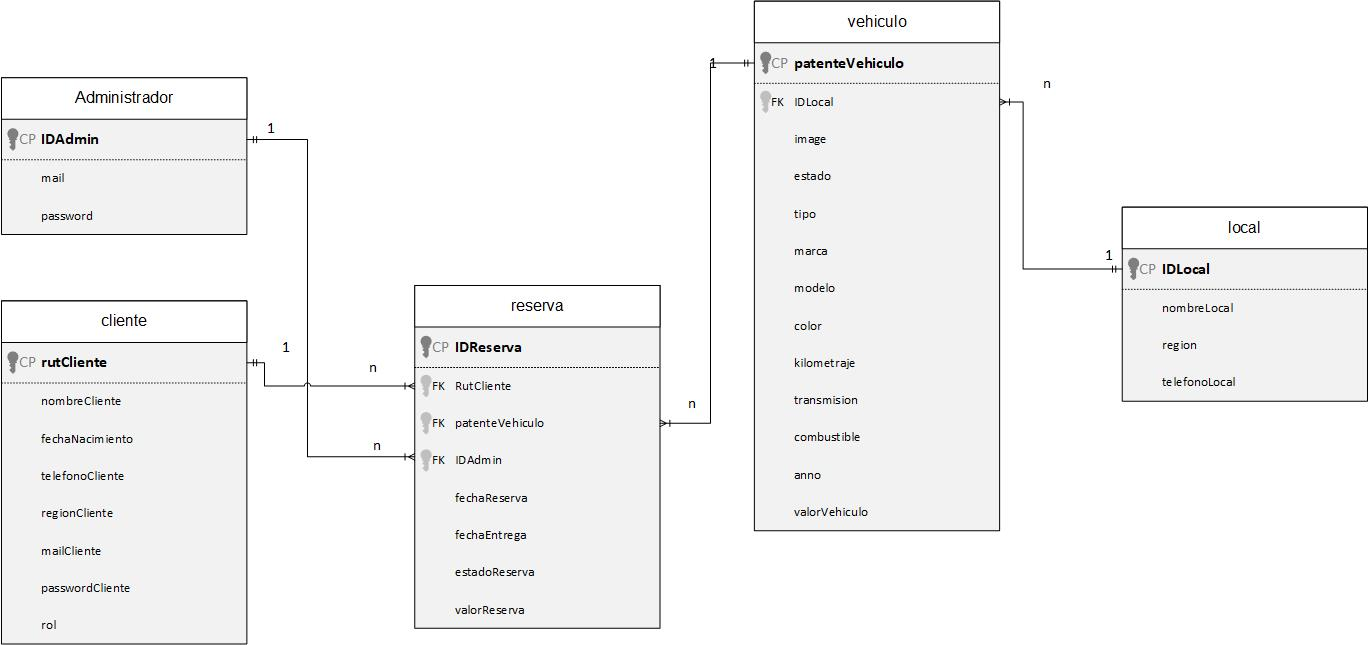 Administrador
CP IDAdmin
mail
password
1
cliente
CP rutCliente
nombreCliente
fechaNacimiento
telefonoCliente
regionCliente
mailCliente
passwordCliente
rol
1
n
n
reserva
CP IDReserva
FK RutCliente
FK patenteVehiculo
FK IDAdmin
fechaReserva
fechaEntrega
estadoReserva
valorReserva
n
1
vehiculo
CP patenteVehiculo
FK IDLocal
image
estado
tipo
marca
modelo
color
kilometraje
transmision
combustible
anno
valorVehiculo
n
1
local
CP IDLocal
nombreLocal
region
telefonoLocal